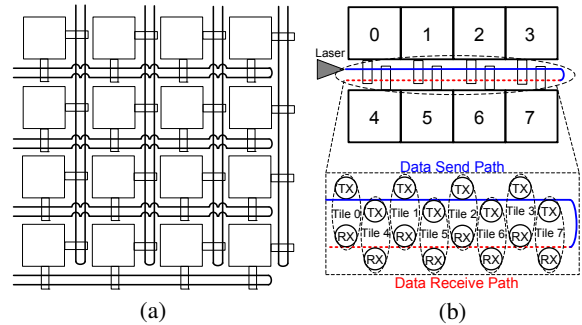 0 1 2 3
Laser
4 5 6 7
Data Send Path
TX TX TX TX
Tile 0 TX Tile 1 TX Tile 2 TX Tile 3 TX
RX Tile 4 RX Tile 5 RX Tile 6 RX Tile 7
RX RX RX RX
Data Receive Path
(a) (b)